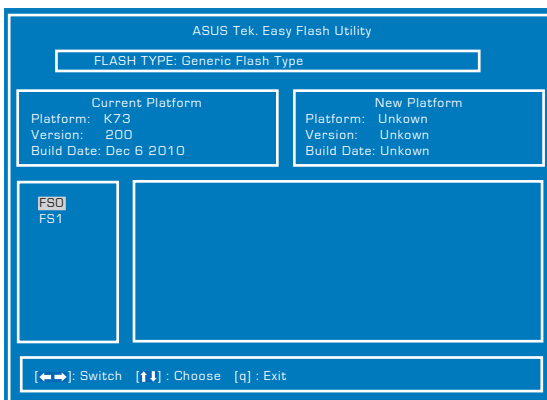 ASUS Tek. Easy Flash Utility
FLASH TYPE: Generic Flash Type
Current Platform
Platform: K73
Version: 200
Build Date: Dec 6 2010
New Platform
Platform: Unkown
Version: Unkown
Build Date: Unkown
FS0
FS1
[⬅➡]: Switch [⬆⬇] : Choose [q] : Exit